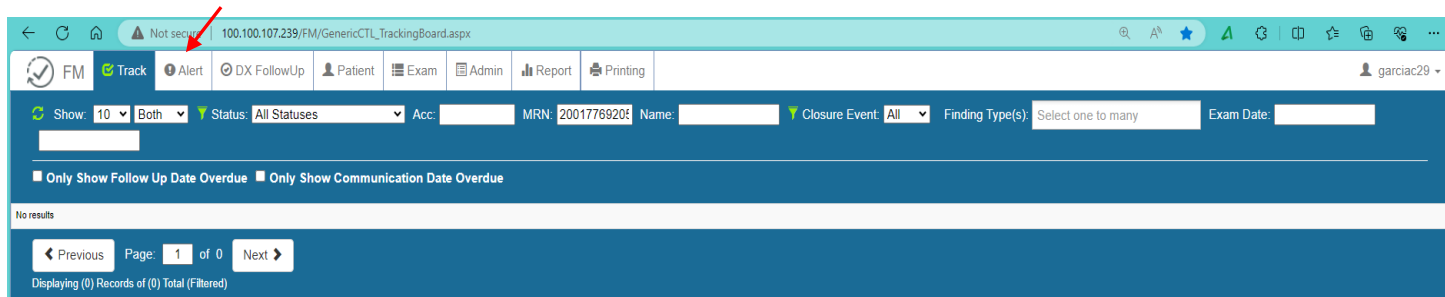 Not secure 100.100.107.239/FM/GenericCTL_TrackingBoard.aspx
FM Track Alert DX FollowUp Patient Exam Admin Report Printing garciac29
Show: 10 Both Status: All Statuses Acc: MRN: 20017769205 Name: Closure Event: All Finding Type(s): Select one to many Exam Date:
Only Show Follow Up Date Overdue Only Show Communication Date Overdue
No results
Previous Page: 1 of 0 Next
Displaying (0) Records of (0) Total (Filtered)